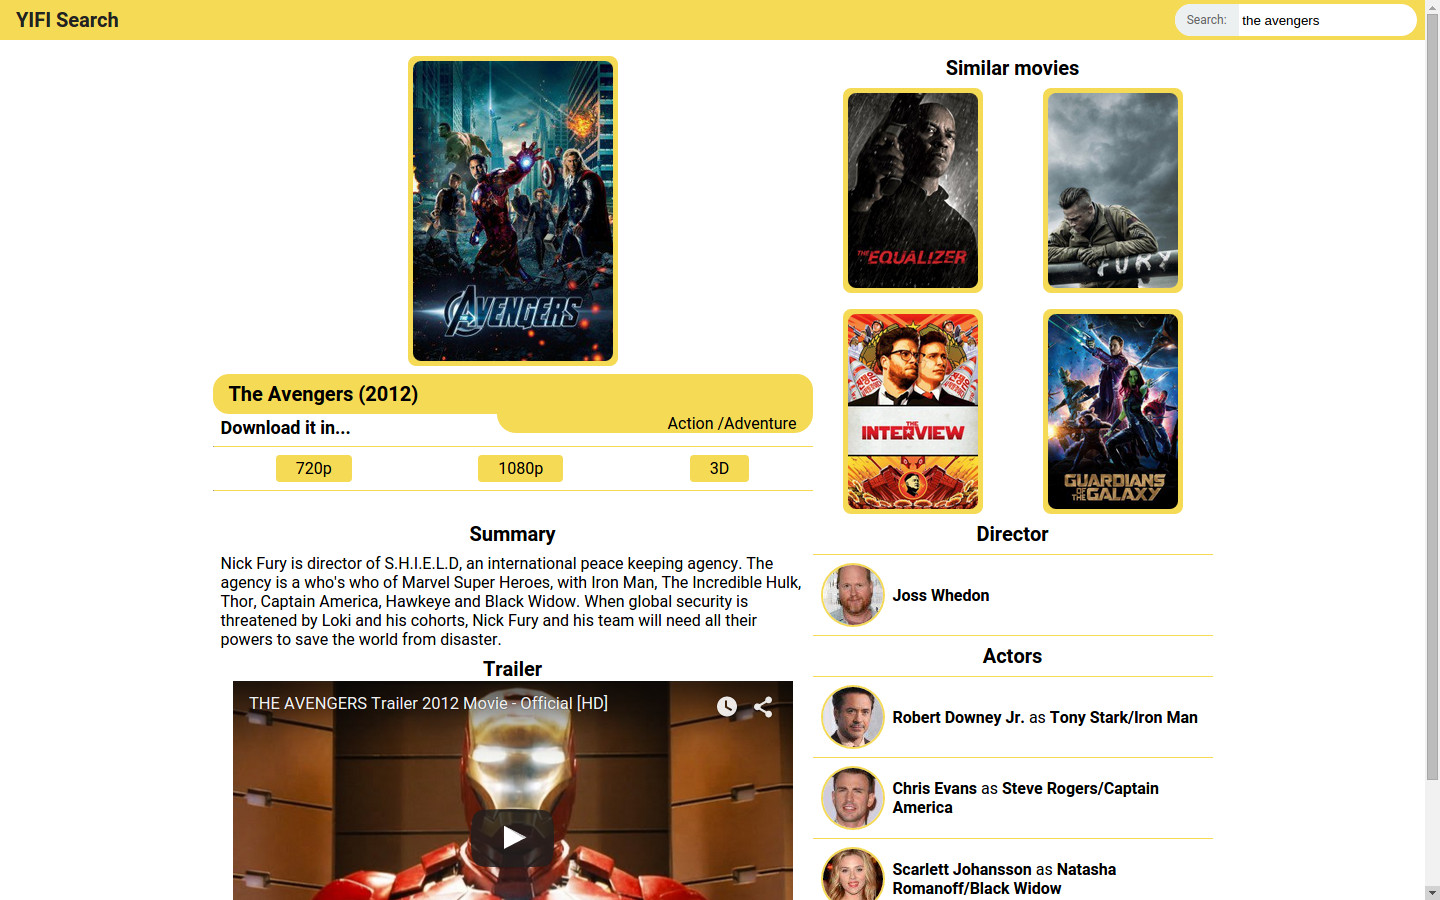 YIFI Search
Search: the avengers
AVENGERS
The Avengers (2012)
Action /Adventure
Download it in...
720p 1080p 3D
Summary
Nick Fury is director of S.H.I.E.L.D, an international peace keeping agency. The
agency is a who's who of Marvel Super Heroes, with Iron Man, The Incredible Hulk,
Thor, Captain America, Hawkeye and Black Widow. When global security is
threatened by Loki and his cohorts, Nick Fury and his team will need all their
powers to save the world from disaster.
Trailer
THE AVENGERS Trailer 2012 Movie - Official [HD]
Similar movies
THE EQUALIZER
FURY
THE INTERVIEW
GUARDIANS
OF THE GALAXY
Director
Joss Whedon
Actors
Robert Downey Jr. as Tony Stark/Iron Man
Chris Evans as Steve Rogers/Captain
America
Scarlett Johansson as Natasha
Romanoff/Black Widow